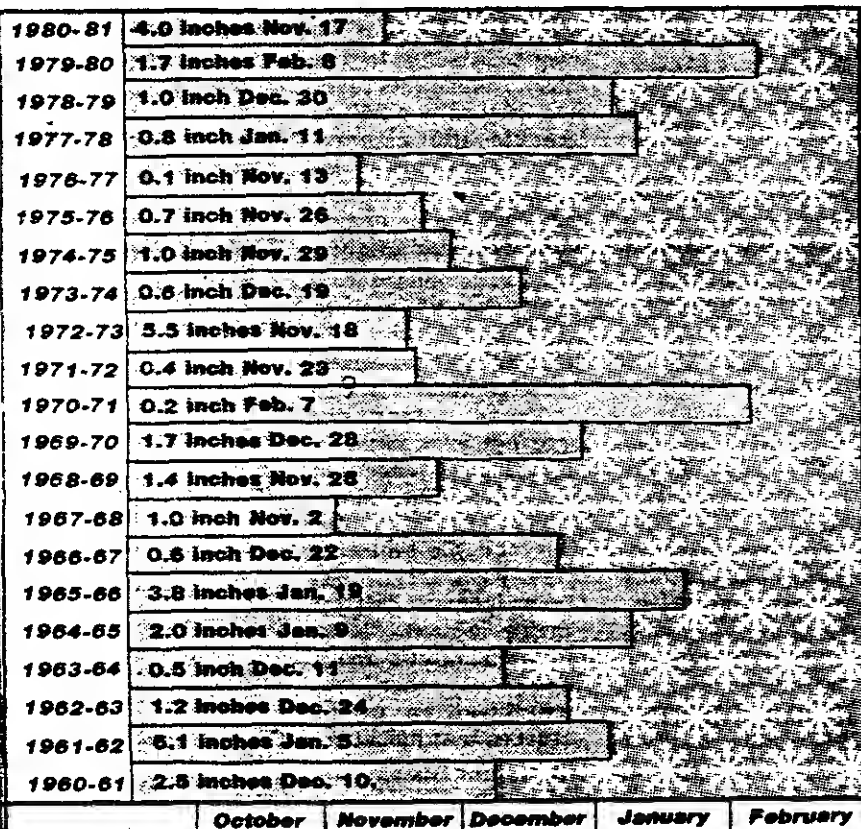 1980-81 4.0 inches Nov. 17
1979-80 1.7 inches Feb. 8
1978-79 1.0 inch Dec. 30
1977-78 0.8 inch Jan. 11
1976-77 0.1 inch Nov. 13
1975-76 0.7 inch Nov. 26
1974-75 1.0 inch Nov. 29
1973-74 0.6 inch Dec. 19
1972-73 5.5 inches Nov. 18
1971-72 0.4 inch Nov. 23
1970-71 0.2 inch Feb. 7
1969-70 1.7 inches Dec. 28
1968-69 1.4 inches Nov.
1967-68 1.0 inch Nov. 2
1966-67 0.6 inch Dec. 22
1965-66 3.8 inches Jan. 19
1964-65 2.0 inches Jan. 9
1963-64 0.5 inch Dec. 11
1962-63 1.2 inches Dec. 24
1961-62 inches Jan. 5
1960-61 2.5 inches Dec. 10.
October November December January February